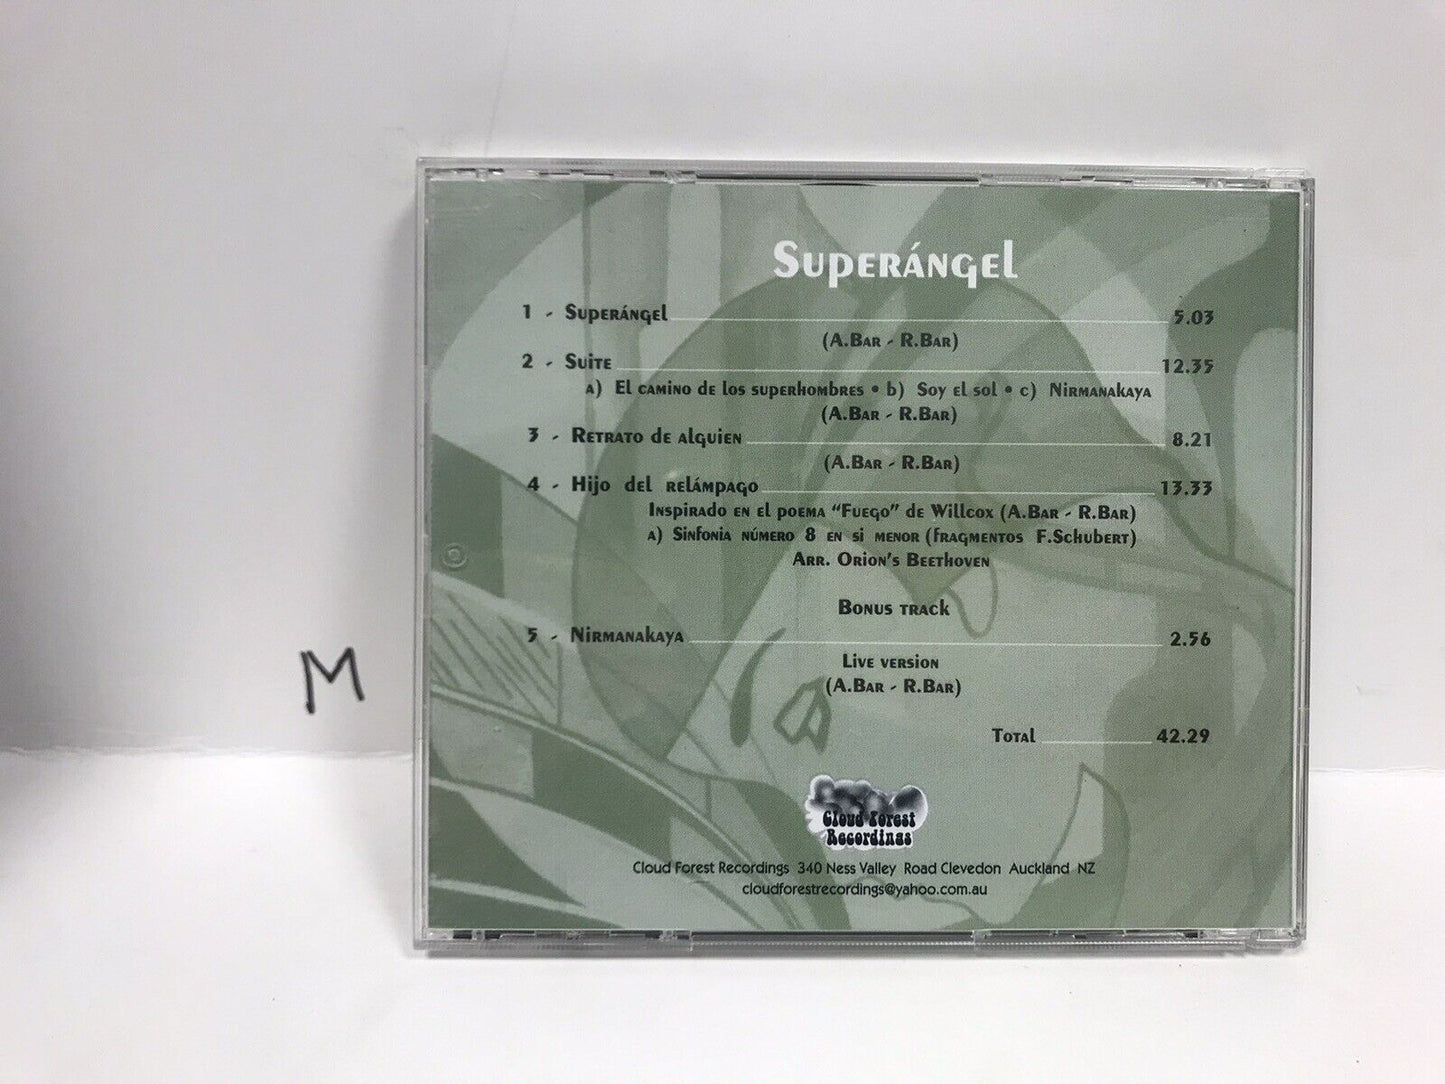 Superángel
1 - Superángel 5.03
(A.Bar - R.Bar)
2 - Suite 12.35
a) El camino de los superhombres • b) Soy el sol • c) Nirmanakaya
(A.Bar - R.Bar)
3 - Retrato de alguien 8.21
(A.Bar - R.Bar)
4 - Hijo del relámpago 13.33
Inspirado en el poema "Fuego" de Willcox (A.Bar - R.Bar)
a) Sinfonia número 8 en si menor (fragmentos F.Schubert)
Arr. Orion's Beethoven
Bonus track
5 - Nirmanakaya 2.56
Live version
(A.Bar - R.Bar)
Total 42.29
M
Cloud Forest
Recordings
Cloud Forest Recordings 340 Ness Valley Road Clevedon Auckland NZ
cloudforestrecordings@yahoo.com.au